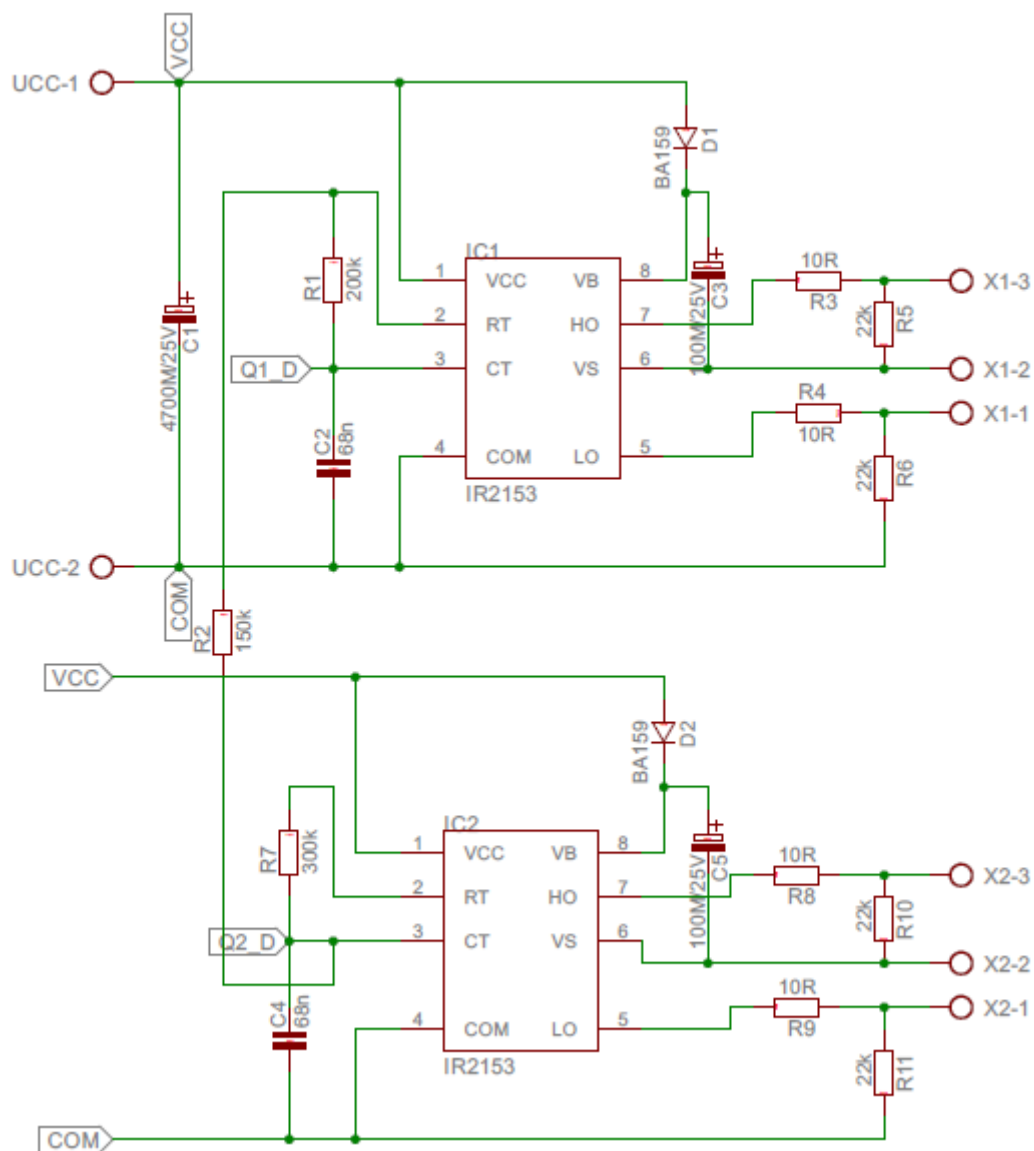 VCC
UCC-1
BA159
D1
R1
200k
IC1
1
VCC
VB
8
100M/25V
C3
10R
R3
X1-3
4700M/25V
C1
2
RT
HO
7
22k
R5
Q1_D
3
CT
VS
6
X1-2
R4
X1-1
10R
C2
68n
4
COM
LO
5
22k
R6
IR2153
UCC-2
COM
R2
150k
VCC
BA159
D2
R7
300k
IC2
1
VCC
VB
8
100M/25V
C5
10R
R8
X2-3
2
RT
HO
7
22k
R10
Q2_D
3
CT
VS
6
X2-2
10R
R9
X2-1
C4
68n
4
COM
LO
5
22k
R11
IR2153
COM